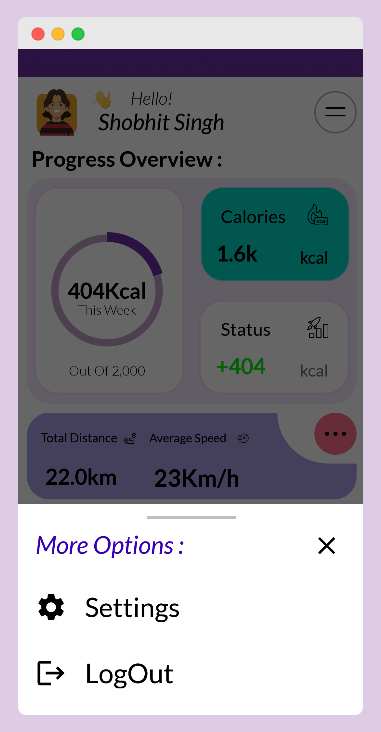 Hello!
Shobhit Singh
Progress Overview :
404Kcal
This Week
Out Of 2,000
Calories
1.6k kcal
Status
+404 kcal
Total Distance Average Speed
22.0km 23Km/h
More Options :
Settings
LogOut